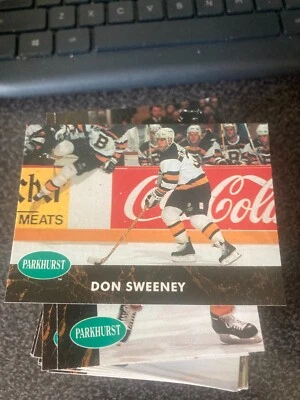 B
B
MEATS
Coca-Cola
PARKHURST
DON SWEENEY
PARKHURST